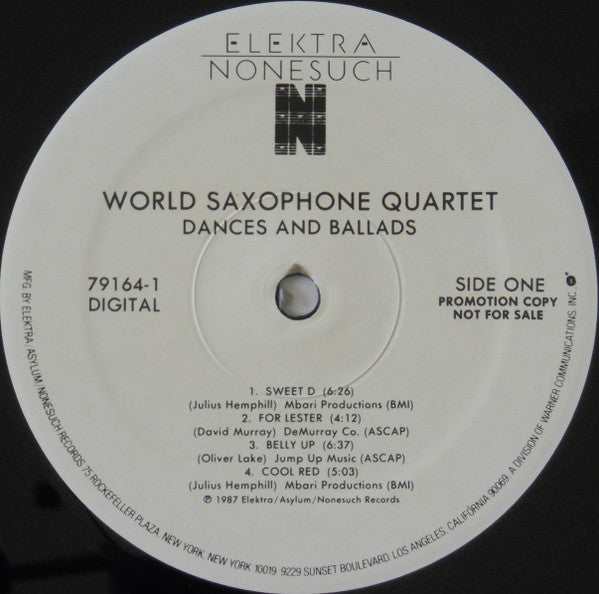 ELEKTRA
NONESUCH
N
WORLD SAXOPHONE QUARTET
DANCES AND BALLADS
79164-1
DIGITAL
SIDE ONE
PROMOTION COPY
NOT FOR SALE
1. SWEET D (6:26)
(Julius Hemphill) Mbari Productions (BMI)
2. FOR LESTER (4:12)
(David Murray) DeMurray Co. (ASCAP)
3. BELLY UP (6:37)
(Oliver Lake) Jump Up Music (ASCAP)
4. COOL RED (5:03)
(Julius Hemphill) Mbari Productions (BMI)
℗ 1987 Elektra/Asylum/Nonesuch Records
MFG. BY ELEKTRA/ASYLUM/NONESUCH RECORDS 75 ROCKEFELLER PLAZA, NEW YORK, NEW YORK 10019. 9229 SUNSET BOULEVARD, LOS ANGELES, CALIFORNIA 90069. A DIVISION OF WARNER COMMUNICATIONS, INC.